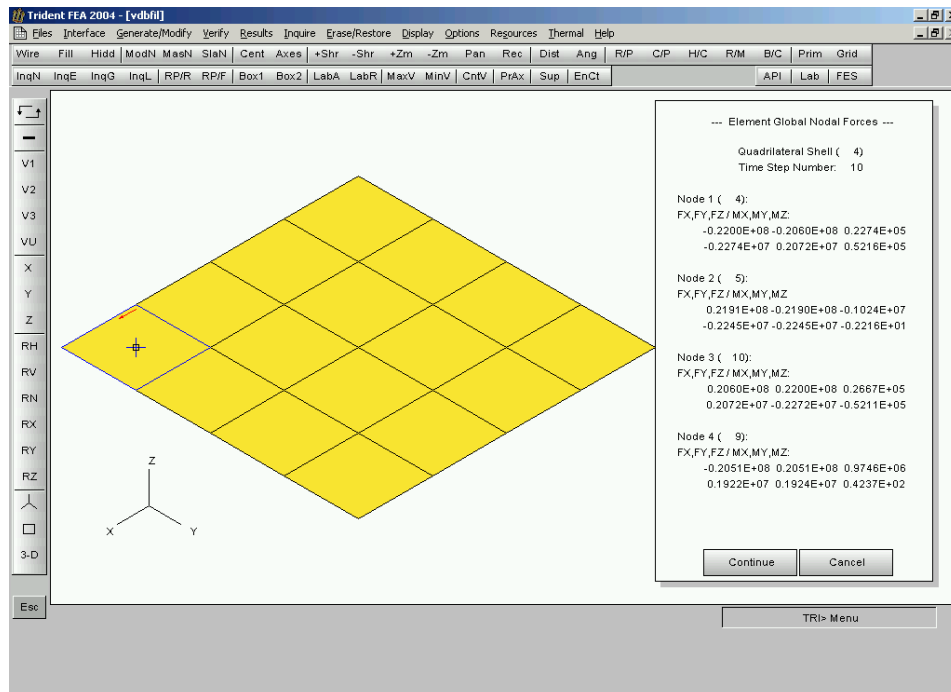 Trident FEA 2004 - [vdbfil]
Files Interface Generate/Modify Verify Results Inquire Erase/Restore Display Options Resources Thermal Help
Wire Fill Hidd ModN MasN SlaN Cent Axes +Shr -Shr +Zm -Zm Pan Rec Dist Ang R/P C/P H/C R/M B/C Prim Grid
InqN InqE InqG InqL RP/R RP/F Box1 Box2 LabA LabR MaxV MinV CntV PrAx Sup EnCt API Lab FES
V1
V2
V3
VU
X
Y
Z
RH
RV
RN
RX
RY
RZ
3-D
Esc
Z
X Y
--- Element Global Nodal Forces ---
Quadrilateral Shell ( 4)
Time Step Number: 10
Node 1 ( 4):
FX,FY,FZ / MX,MY,MZ:
-0.2200E+08 -0.2060E+08 0.2274E+05
-0.2274E+07 0.2072E+07 0.5216E+05
Node 2 ( 5):
FX,FY,FZ / MX,MY,MZ
0.2191E+08 -0.2190E+08 -0.1024E+07
-0.2245E+07 -0.2245E+07 -0.2216E+01
Node 3 ( 10):
FX,FY,FZ / MX,MY,MZ:
0.2060E+08 0.2200E+08 0.2667E+05
0.2072E+07 -0.2272E+07 -0.5211E+05
Node 4 ( 9):
FX,FY,FZ / MX,MY,MZ:
-0.2051E+08 0.2051E+08 0.9746E+06
0.1922E+07 0.1924E+07 0.4237E+02
Continue Cancel
TRI> Menu